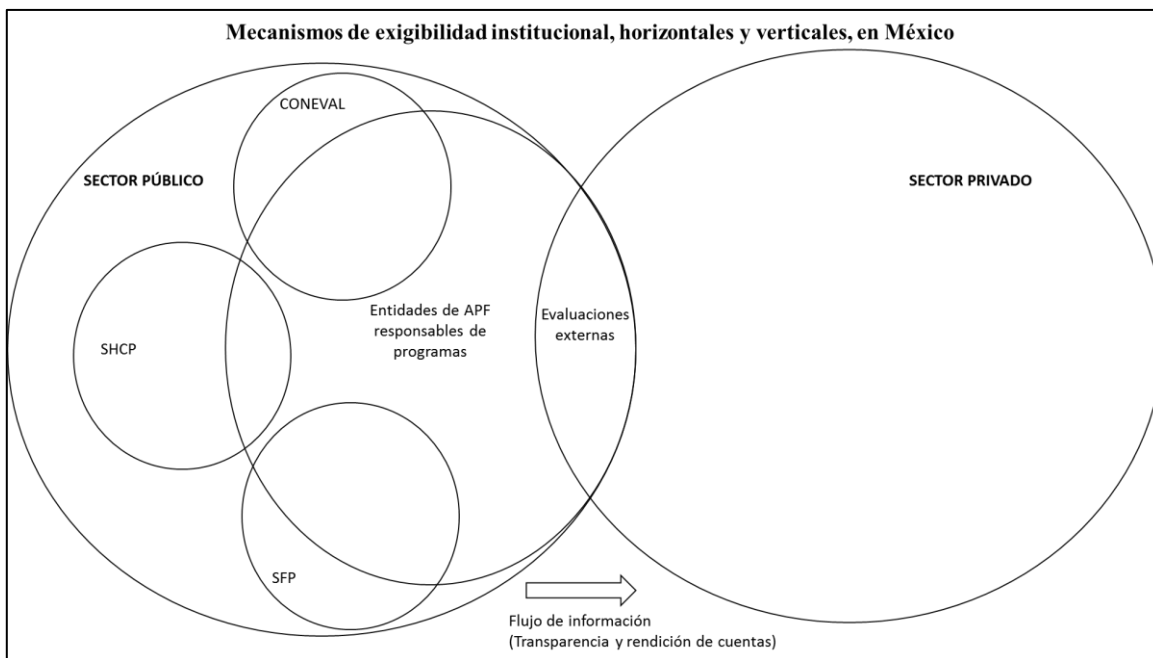 Mecanismos de exigibilidad institucional, horizontales y verticales, en México
CONEVAL
SECTOR PÚBLICO
SECTOR PRIVADO
Entidades de APF
responsables de
programas
Evaluaciones
externas
SHCP
SFP
Flujo de información
(Transparencia y rendición de cuentas)